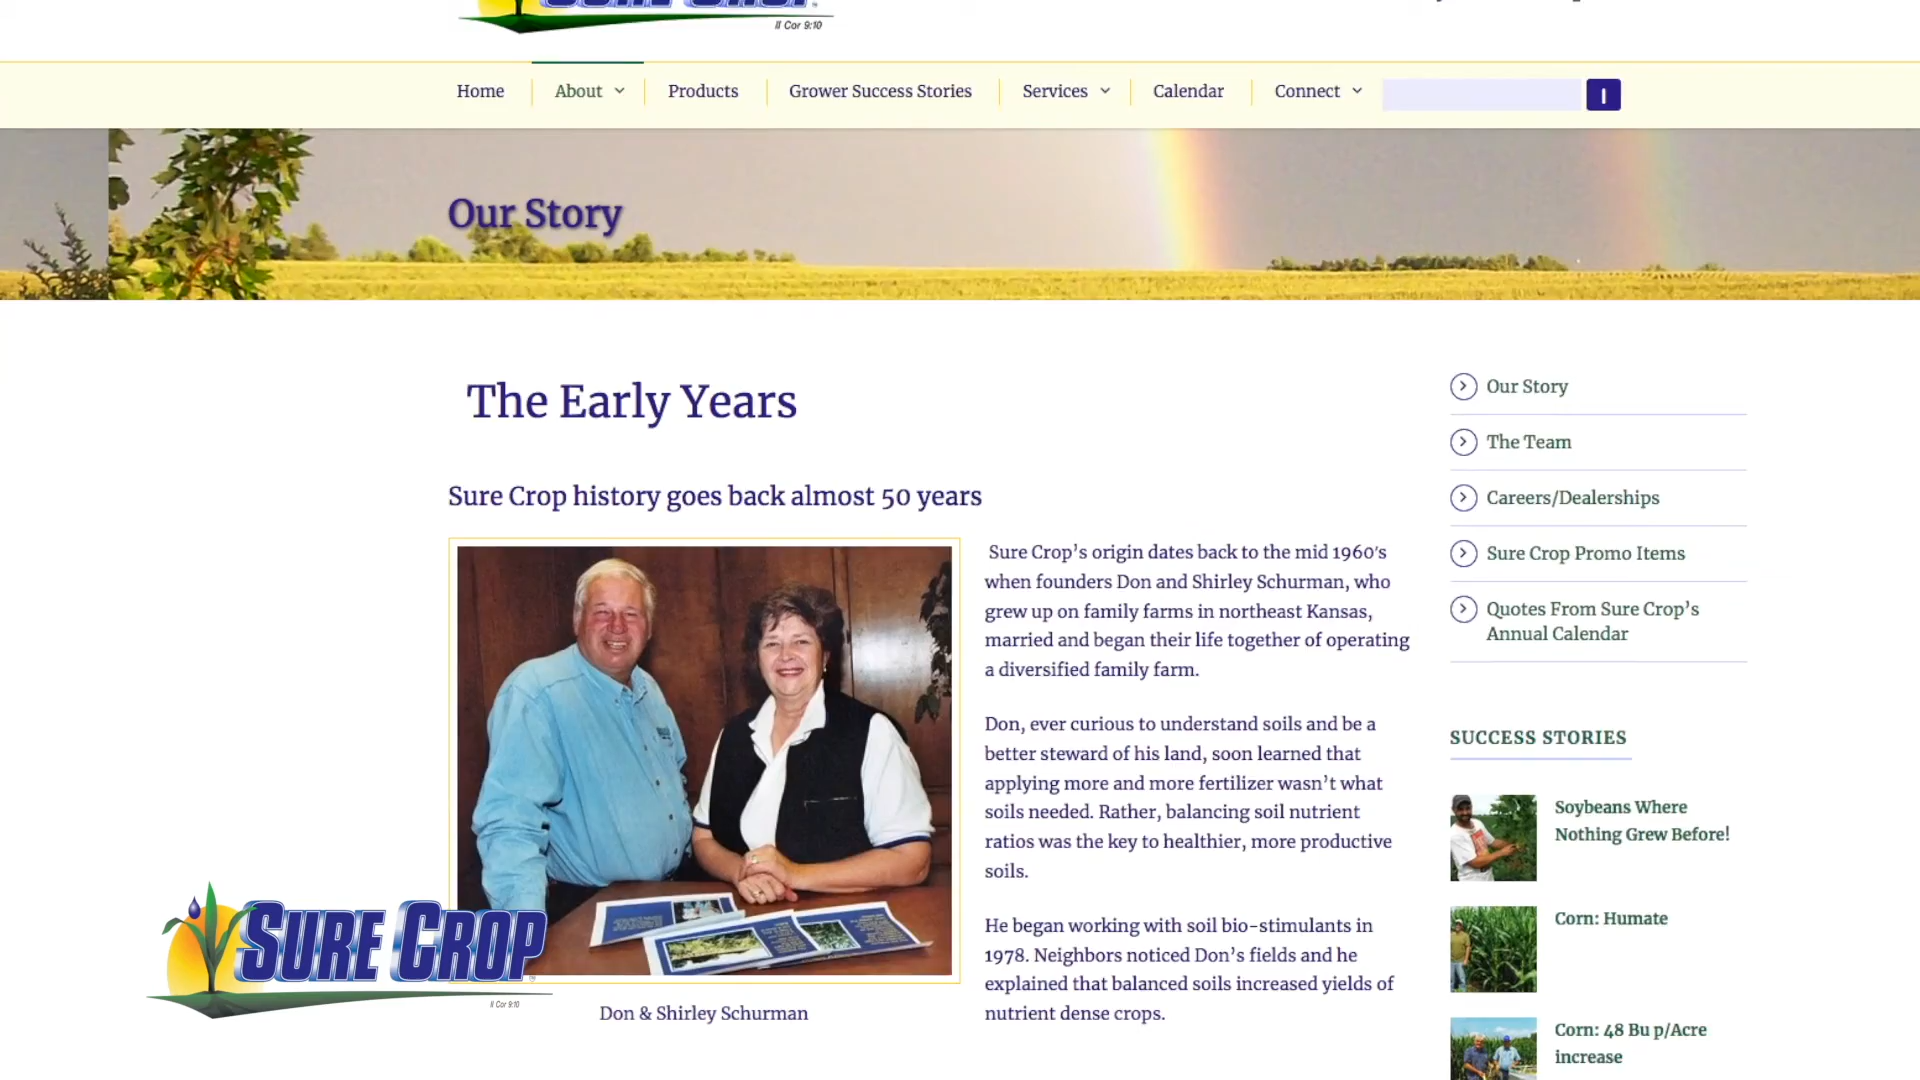 SURE CROP
II Cor 9:10
Home
About
Products
Grower Success Stories
Services
Calendar
Connect
Our Story
The Early Years
Sure Crop history goes back almost 50 years
Sure Crop’s origin dates back to the mid 1960’s
when founders Don and Shirley Schurman, who
grew up on family farms in northeast Kansas,
married and began their life together of operating
a diversified family farm.
Don, ever curious to understand soils and be a
better steward of his land, soon learned that
applying more and more fertilizer wasn’t what
soils needed. Rather, balancing soil nutrient
ratios was the key to healthier, more productive
soils.
He began working with soil bio-stimulants in
1978. Neighbors noticed Don’s fields and he
explained that balanced soils increased yields of
nutrient dense crops.
Don & Shirley Schurman
SURE CROP
II Cor 9:10
Our Story
The Team
Careers/Dealerships
Sure Crop Promo Items
Quotes From Sure Crop’s
Annual Calendar
SUCCESS STORIES
Soybeans Where
Nothing Grew Before!
Corn: Humate
Corn: 48 Bu p/Acre
increase